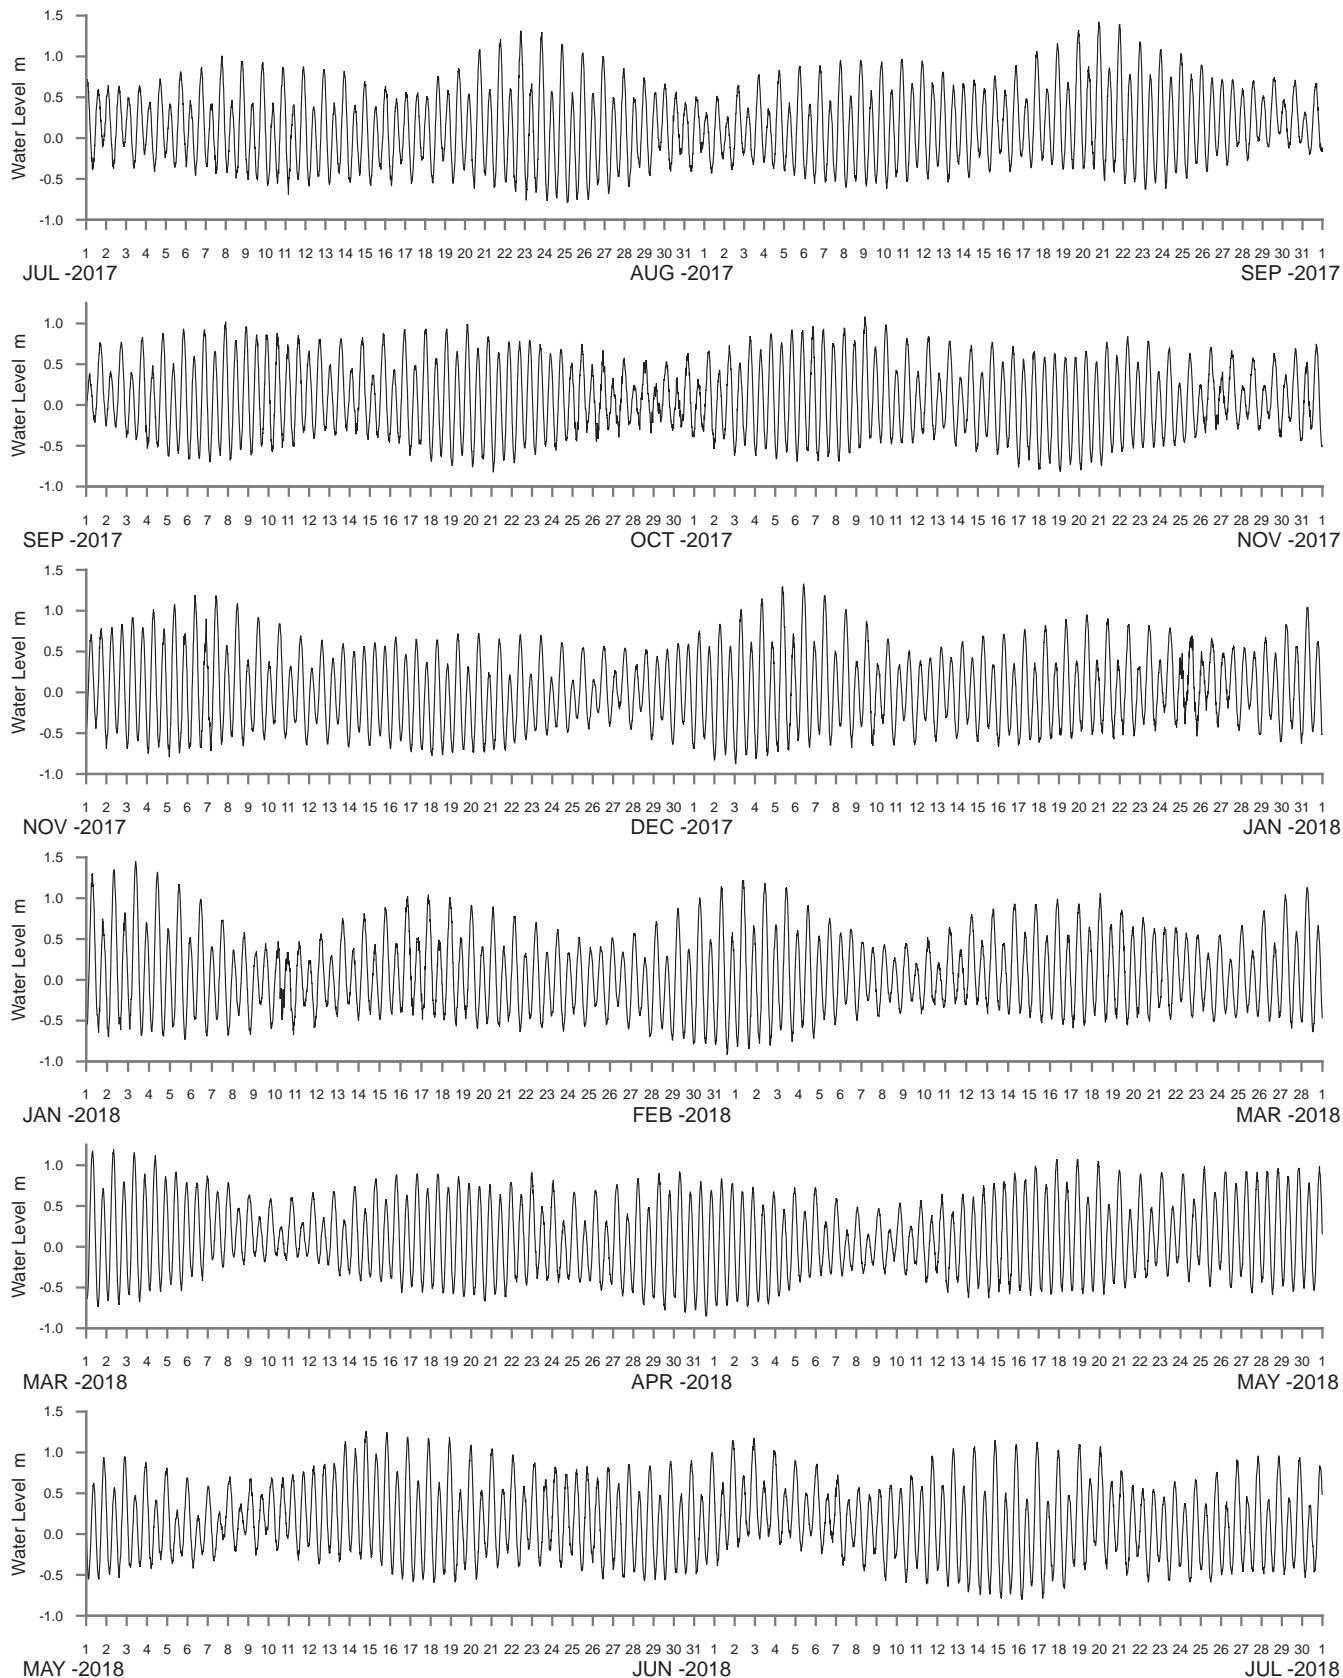 1.5
1.0
0.5
0.0
-0.5
-1.0
Water Level m
1 2 3 4 5 6 7 8 9 10 11 12 13 14 15 16 17 18 19 20 21 22 23 24 25 26 27 28 29 30 31 1 2 3 4 5 6 7 8 9 10 11 12 13 14 15 16 17 18 19 20 21 22 23 24 25 26 27 28 29 30 31 1
JUL -2017 AUG -2017 SEP -2017
1.0
0.5
0.0
-0.5
-1.0
Water Level m
1 2 3 4 5 6 7 8 9 10 11 12 13 14 15 16 17 18 19 20 21 22 23 24 25 26 27 28 29 30 1 2 3 4 5 6 7 8 9 10 11 12 13 14 15 16 17 18 19 20 21 22 23 24 25 26 27 28 29 30 31 1
SEP -2017 OCT -2017 NOV -2017
1.5
1.0
0.5
0.0
-0.5
-1.0
Water Level m
1 2 3 4 5 6 7 8 9 10 11 12 13 14 15 16 17 18 19 20 21 22 23 24 25 26 27 28 29 30 1 2 3 4 5 6 7 8 9 10 11 12 13 14 15 16 17 18 19 20 21 22 23 24 25 26 27 28 29 30 31 1
NOV -2017 DEC -2017 JAN -2018
1.5
1.0
0.5
0.0
-0.5
-1.0
Water Level m
1 2 3 4 5 6 7 8 9 10 11 12 13 14 15 16 17 18 19 20 21 22 23 24 25 26 27 28 29 30 31 1 2 3 4 5 6 7 8 9 10 11 12 13 14 15 16 17 18 19 20 21 22 23 24 25 26 27 28 1
JAN -2018 FEB -2018 MAR -2018
1.0
0.5
0.0
-0.5
-1.0
Water Level m
1 2 3 4 5 6 7 8 9 10 11 12 13 14 15 16 17 18 19 20 21 22 23 24 25 26 27 28 29 30 31 1 2 3 4 5 6 7 8 9 10 11 12 13 14 15 16 17 18 19 20 21 22 23 24 25 26 27 28 29 30 1
MAR -2018 APR -2018 MAY -2018
1.5
1.0
0.5
0.0
-0.5
-1.0
Water Level m
1 2 3 4 5 6 7 8 9 10 11 12 13 14 15 16 17 18 19 20 21 22 23 24 25 26 27 28 29 30 31 1 2 3 4 5 6 7 8 9 10 11 12 13 14 15 16 17 18 19 20 21 22 23 24 25 26 27 28 29 30 1
MAY -2018 JUN -2018 JUL -2018